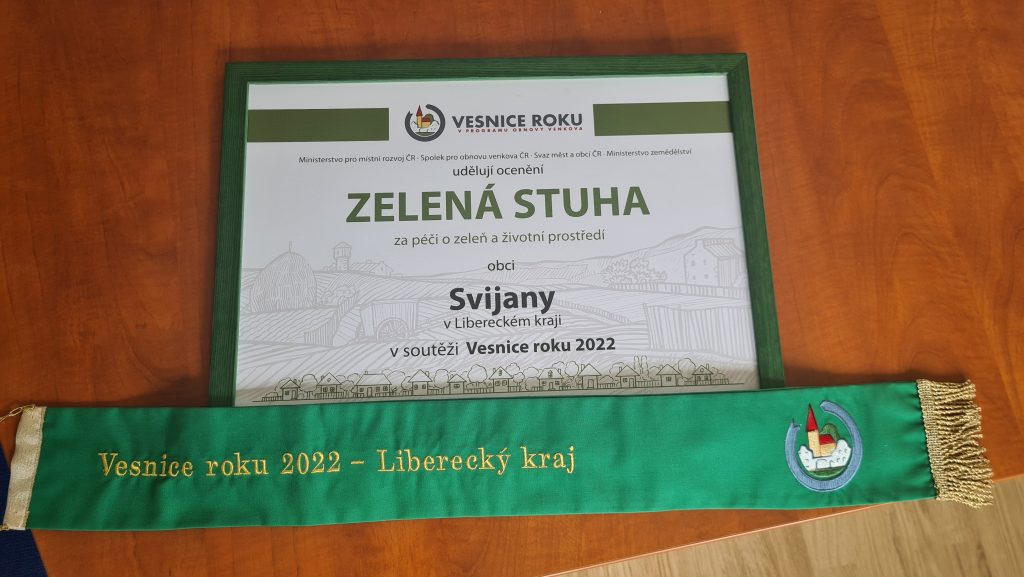 VESNICE ROKU
V PROGRAMU OBNOVY VENKOVA
Ministerstvo pro místní rozvoj ČR · Spolek pro obnovu venkova ČR · Svaz měst a obcí ČR · Ministerstvo zemědělství
udělují ocenění
ZELENÁ STUHA
za péči o zeleň a životní prostředí
obci
Svijany
v Libereckém kraji
v soutěži Vesnice roku 2022
Vesnice roku 2022 – Liberecký kraj